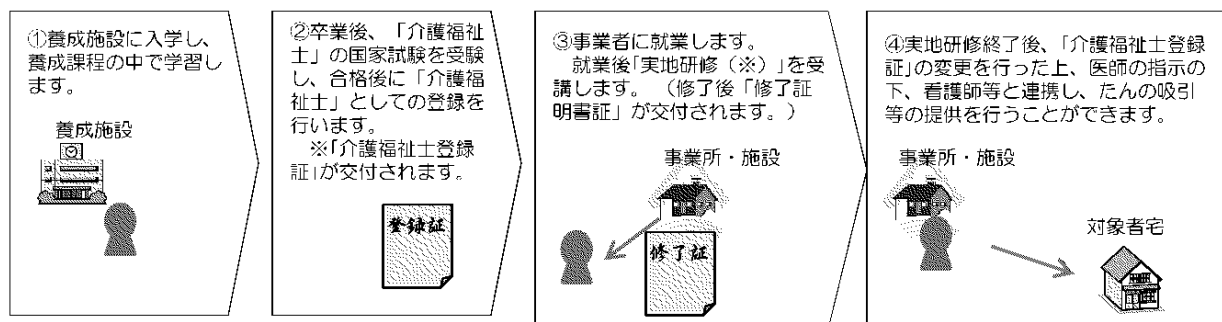 ①養成施設に入学し、
養成課程の中で学習し
ます。
養成施設
②卒業後、「介護福祉
士」の国家試験を受験
し、合格後に「介護福
祉士」としての登録を
行います。
※「介護福祉士登録
証」が交付されます。
登録証
③事業者に就業します。
就業後「実地研修（※）」を受
講します。（修了後「修了証
明書証」が交付されます。）
事業所・施設
修了証
④実地研修終了後、「介護福祉士登録
証」の変更を行った上、医師の指示の
下、看護師等と連携し、たんの吸引
等の提供を行うことができます。
事業所・施設
対象者宅